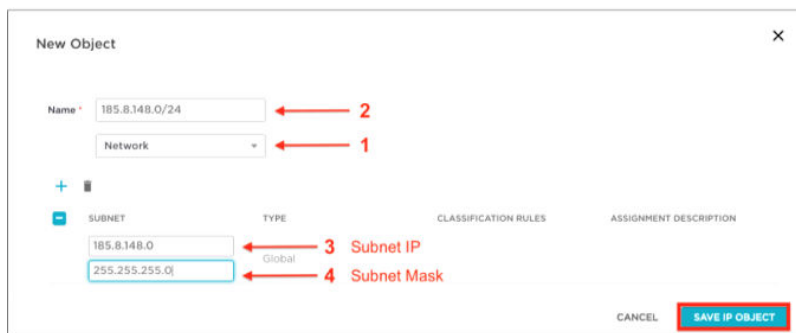 New Object
×
Name * 185.8.148.0/24 2
Network 1
SUBNET TYPE CLASSIFICATION RULES ASSIGNMENT DESCRIPTION
185.8.148.0 3 Subnet IP
Global
255.255.255.0 4 Subnet Mask
CANCEL SAVE IP OBJECT